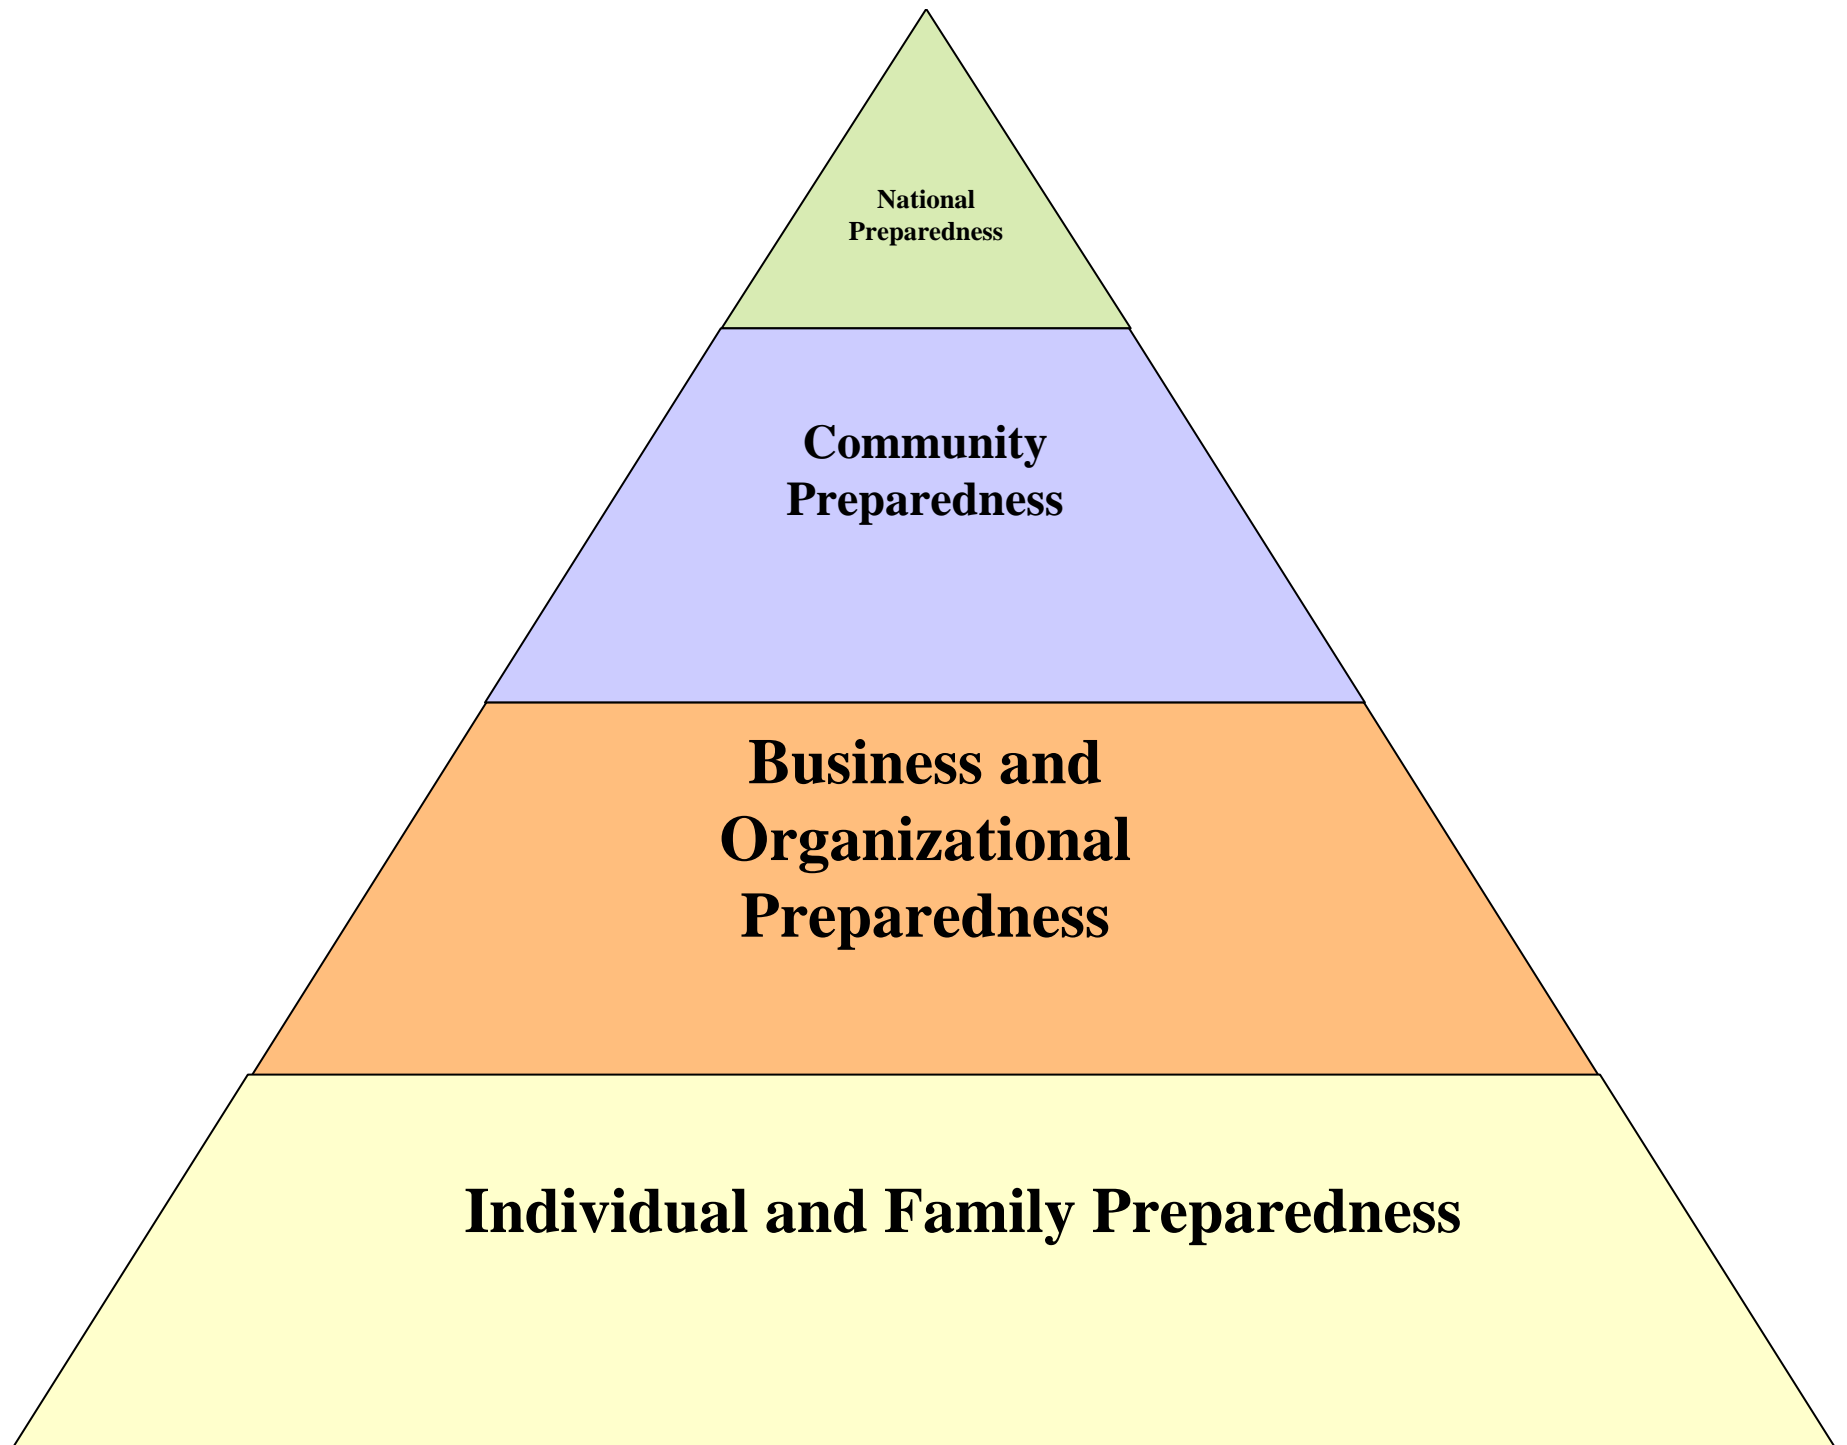 National
Preparedness
Community
Preparedness
Business and
Organizational
Preparedness
Individual and Family Preparedness